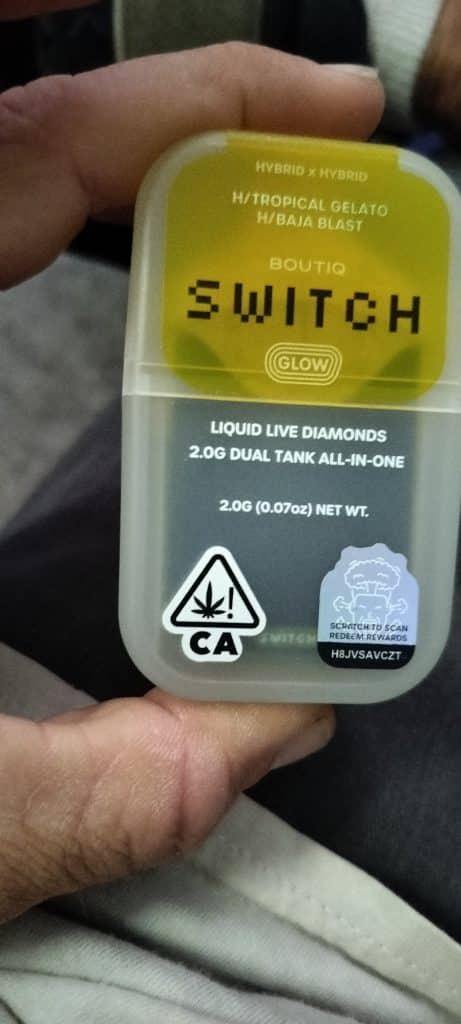 HYBRID x HYBRID
H/TROPICAL GELATO
H/BAJA BLAST
BOUTIQ
SWITCH
GLOW
LIQUID LIVE DIAMONDS
2.0G DUAL TANK ALL-IN-ONE
2.0G (0.07oz) NET WT.
!
CA
SWITCH
SCRATCH TO SCAN
REDEEM REWARDS
H8JVSAVCZT